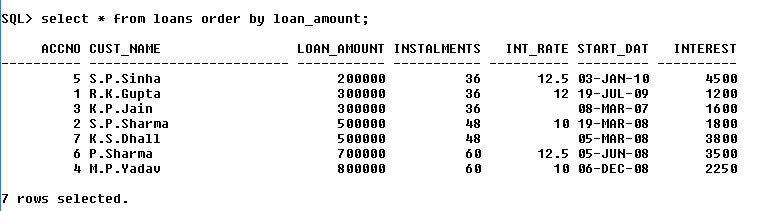 SQL> select * from loans order by loan_amount;
     ACCNO CUST_NAME                 LOAN_AMOUNT INSTALMENTS   INT_RATE START_DAT   INTEREST
---------- ------------------------- ----------- ----------- ---------- --------- ----------
         5 S.P.Sinha                      200000          36       12.5 03-JAN-10       4500
         1 R.K.Gupta                      300000          36         12 19-JUL-09       1200
         3 K.P.Jain                       300000          36            08-MAR-07       1600
         2 S.P.Sharma                     500000          48         10 19-MAR-08       1800
         7 K.S.Dhall                      500000          48            05-MAR-08       3800
         6 P.Sharma                       700000          60       12.5 05-JUN-08       3500
         4 M.P.Yadav                      800000          60         10 06-DEC-08       2250
7 rows selected.